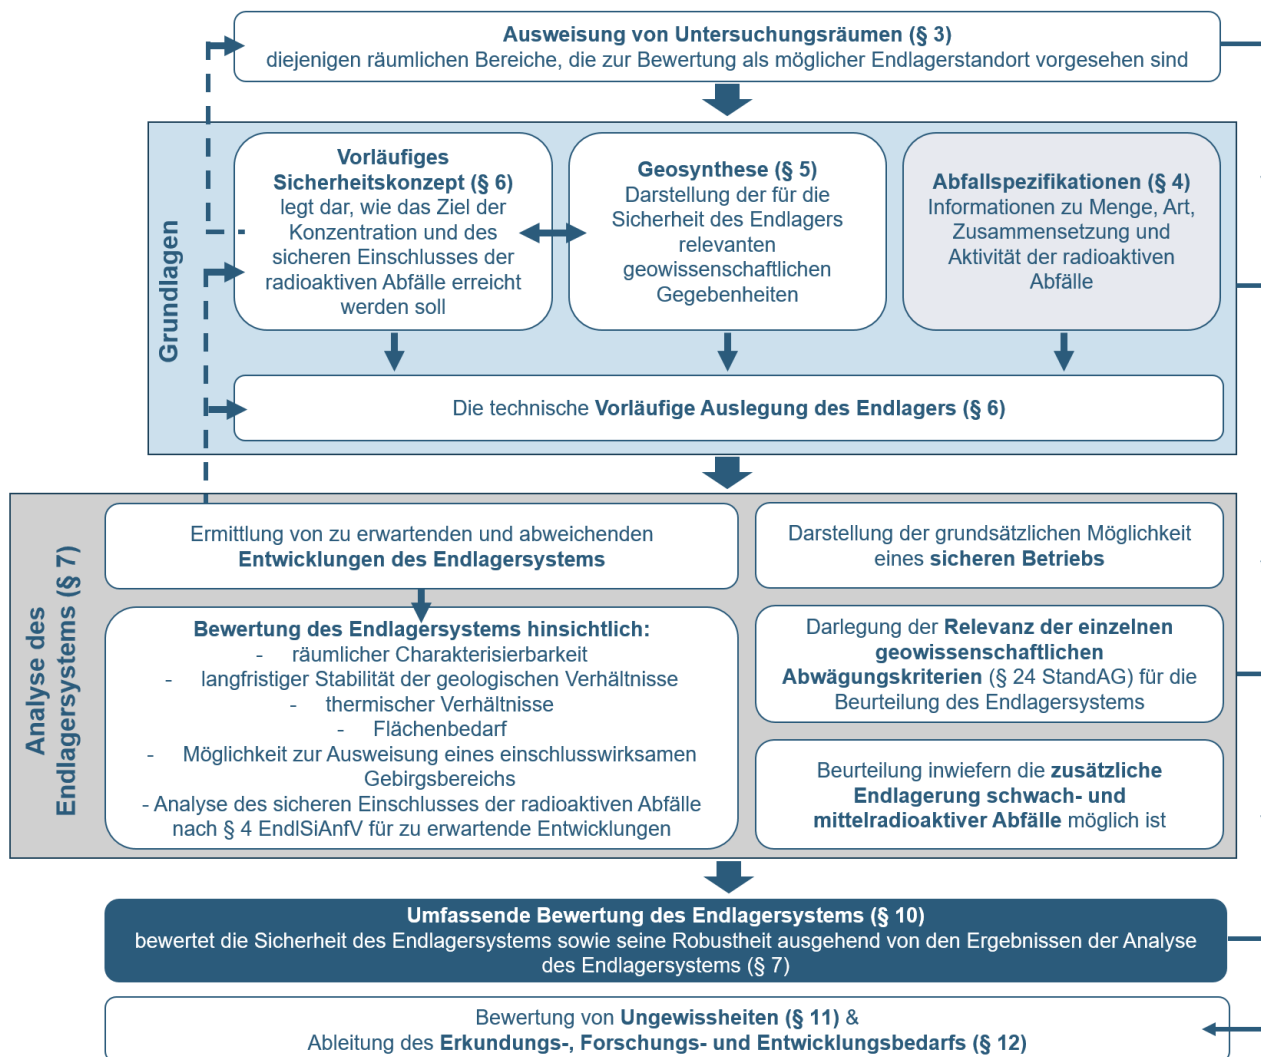 Ausweisung von Untersuchungsräumen (§ 3)
diejenigen räumlichen Bereiche, die zur Bewertung als möglicher Endlagerstandort vorgesehen sind
Grundlagen
Vorläufiges
Sicherheitskonzept (§ 6)
legt dar, wie das Ziel der
Konzentration und des
sicheren Einschlusses der
radioaktiven Abfälle erreicht
werden soll
Geosynthese (§ 5)
Darstellung der für die
Sicherheit des Endlagers
relevanten
geowissenschaftlichen
Gegebenheiten
Abfallspezifikationen (§ 4)
Informationen zu Menge, Art,
Zusammensetzung und
Aktivität der radioaktiven
Abfälle
Die technische Vorläufige Auslegung des Endlagers (§ 6)
Analyse des
Endlagersystems (§ 7)
Ermittlung von zu erwartenden und abweichenden
Entwicklungen des Endlagersystems
Bewertung des Endlagersystems hinsichtlich:
- räumlicher Charakterisierbarkeit
- langfristiger Stabilität der geologischen Verhältnisse
- thermischer Verhältnisse
- Flächenbedarf
- Möglichkeit zur Ausweisung eines einschlusswirksamen
Gebirgsbereichs
- Analyse des sicheren Einschlusses der radioaktiven Abfälle
nach § 4 EndlSiAnfV für zu erwartende Entwicklungen
Darstellung der grundsätzlichen Möglichkeit
eines sicheren Betriebs
Darlegung der Relevanz der einzelnen
geowissenschaftlichen
Abwägungskriterien (§ 24 StandAG) für die
Beurteilung des Endlagersystems
Beurteilung inwiefern die zusätzliche
Endlagerung schwach- und
mittelradioaktiver Abfälle möglich ist
Umfassende Bewertung des Endlagersystems (§ 10)
bewertet die Sicherheit des Endlagersystems sowie seine Robustheit ausgehend von den Ergebnissen der Analyse
des Endlagersystems (§ 7)
Bewertung von Ungewissheiten (§ 11) &
Ableitung des Erkundungs-, Forschungs- und Entwicklungsbedarfs (§ 12)